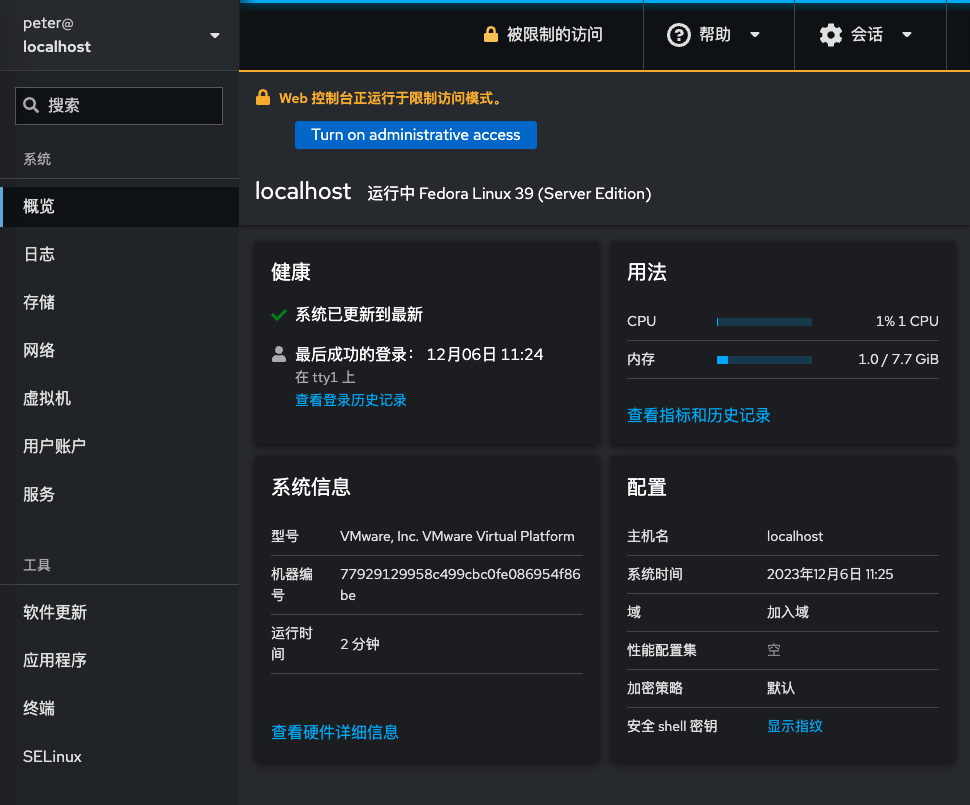 peter@
localhost
被限制的访问
帮助
会话
搜索
系统
概览
日志
存储
网络
虚拟机
用户账户
服务
工具
软件更新
应用程序
终端
SELinux
Web 控制台正运行于限制访问模式。
Turn on administrative access
localhost 运行中 Fedora Linux 39 (Server Edition)
健康
系统已更新到最新
最后成功的登录： 12月06日 11:24
在 tty1 上
查看登录历史记录
用法
CPU 1% 1 CPU
内存 1.0 / 7.7 GiB
查看指标和历史记录
系统信息
型号 VMware, Inc. VMware Virtual Platform
机器编号 77929129958c499cbc0fe086954f86be
运行时间 2 分钟
查看硬件详细信息
配置
主机名 localhost
系统时间 2023年12月6日 11:25
域 加入域
性能配置集 空
加密策略 默认
安全 shell 密钥 显示指纹